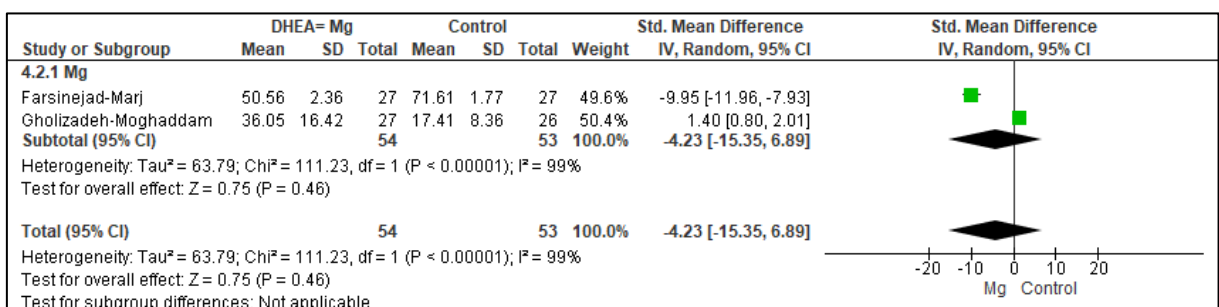 DHEA= Mg Control Std. Mean Difference Std. Mean Difference
Study or Subgroup Mean SD Total Mean SD Total Weight IV, Random, 95% CI IV, Random, 95% CI
4.2.1 Mg
Farsinejad-Marj 50.56 2.36 27 71.61 1.77 27 49.6% -9.95 [-11.96, -7.93]
Gholizadeh-Moghaddam 36.05 16.42 27 17.41 8.36 26 50.4% 1.40 [0.80, 2.01]
Subtotal (95% CI) 54 53 100.0% -4.23 [-15.35, 6.89]
Heterogeneity: Tau² = 63.79; Chi² = 111.23, df = 1 (P < 0.00001); I² = 99%
Test for overall effect: Z = 0.75 (P = 0.46)
Total (95% CI) 54 53 100.0% -4.23 [-15.35, 6.89]
Heterogeneity: Tau² = 63.79; Chi² = 111.23, df = 1 (P < 0.00001); I² = 99%
Test for overall effect: Z = 0.75 (P = 0.46)
Test for subgroup differences: Not applicable
-20 -10 0 10 20
Mg Control